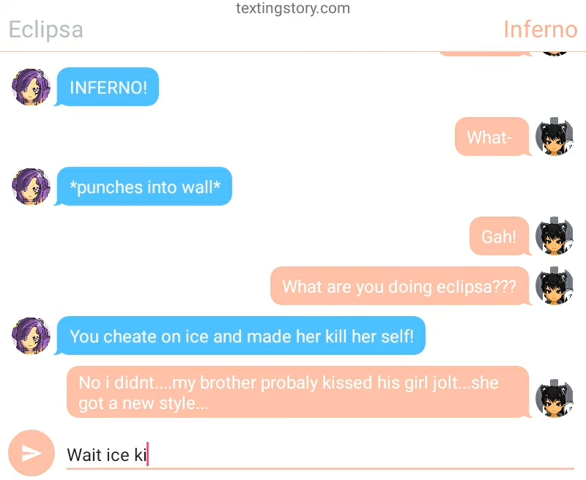 textingstory.com
Eclipsa
Inferno
INFERNO!
What-
*punches into wall*
Gah!
What are you doing eclipsa???
You cheate on ice and made her kill her self!
No i didnt....my brother probaly kissed his girl jolt...she
got a new style...
Wait ice ki